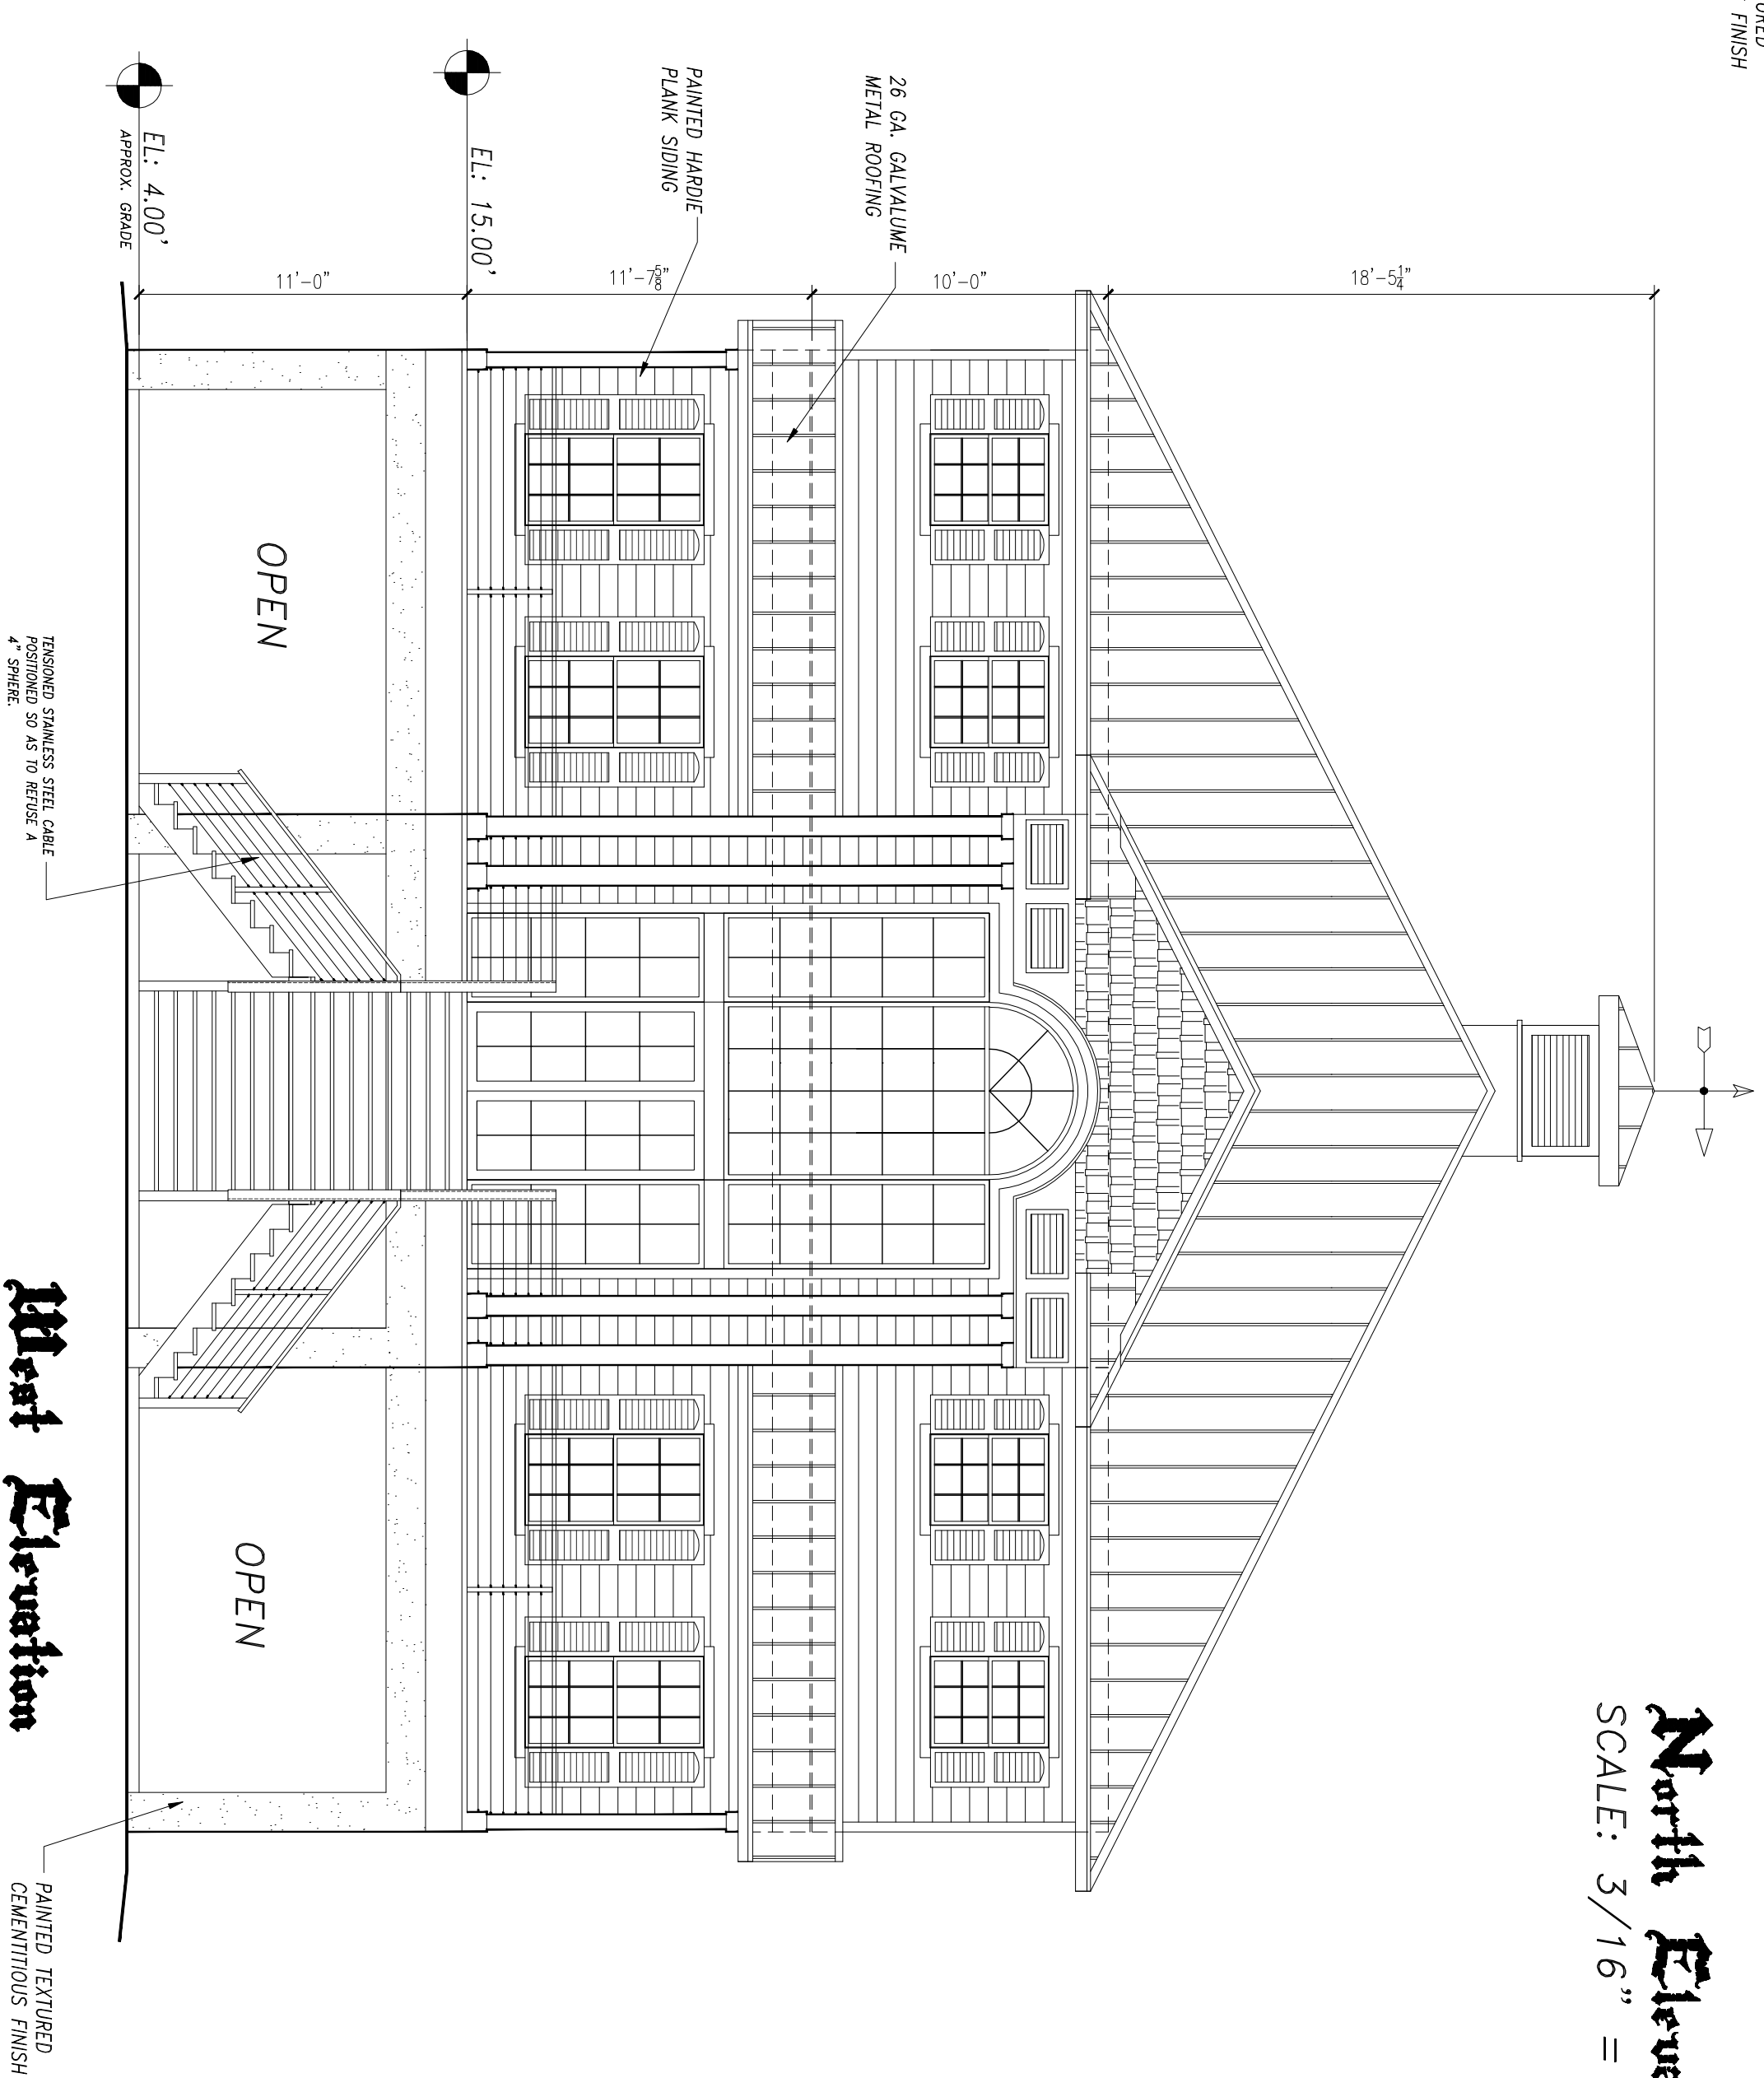 URED
FINISH
North Eleva
SCALE: 3/16" =
18'-5 1/4"
10'-0"
11'-7 5/8"
11'-0"
26 GA. GALVALUME
METAL ROOFING
PAINTED HARDIE
PLANK SIDING
EL: 15.00'
EL: 4.00'
APPROX. GRADE
OPEN
OPEN
TENSIONED STAINLESS STEEL CABLE
POSITIONED SO AS TO REFUSE A
4" SPHERE.
PAINTED TEXTURED
CEMENTITIOUS FINISH
West Elevation